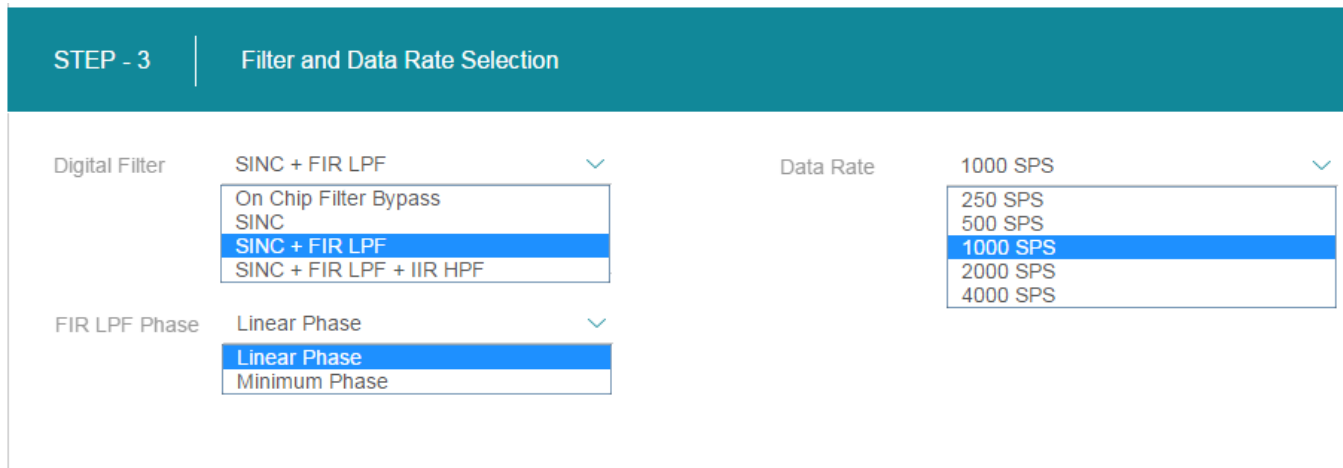 STEP - 3
Filter and Data Rate Selection
Digital Filter
SINC + FIR LPF
On Chip Filter Bypass
SINC
SINC + FIR LPF
SINC + FIR LPF + IIR HPF
FIR LPF Phase
Linear Phase
Linear Phase
Minimum Phase
Data Rate
1000 SPS
250 SPS
500 SPS
1000 SPS
2000 SPS
4000 SPS